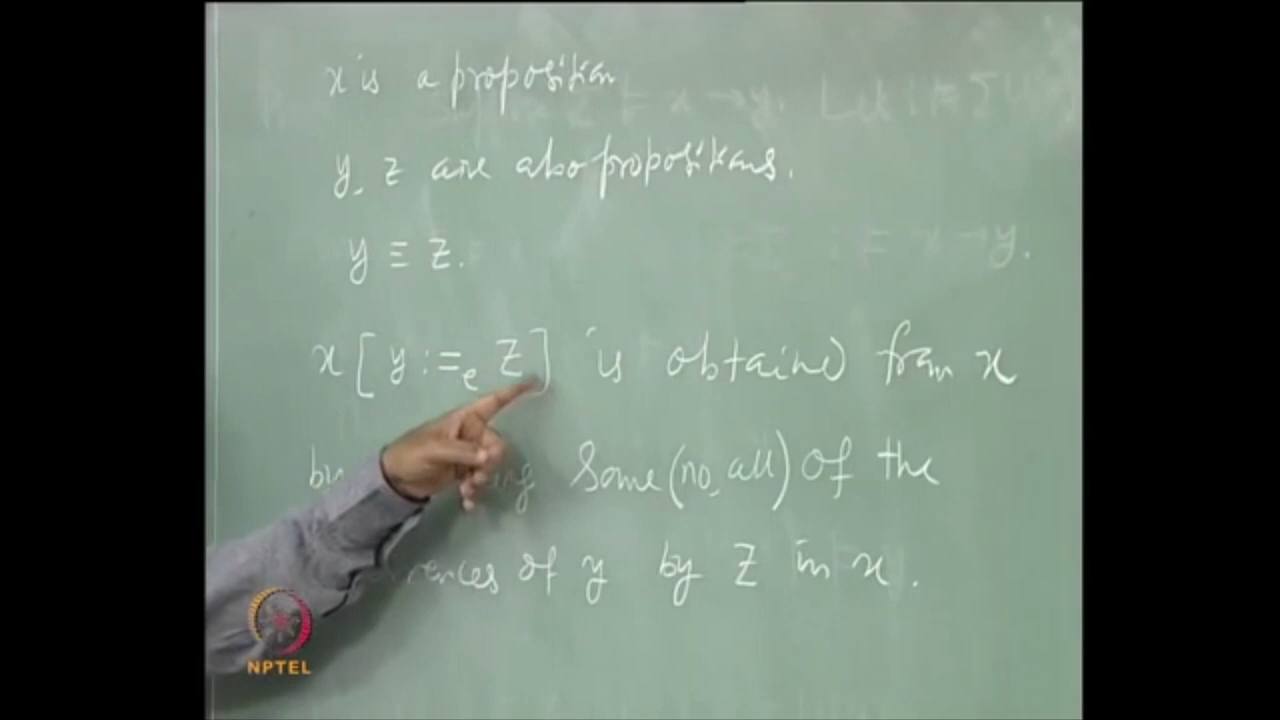 x is a proposition
y, z are also propositions.
y ≡ z.
x [ y :=e z ] is obtained from x
some (no, all) of the
of y by z in x.
NPTEL